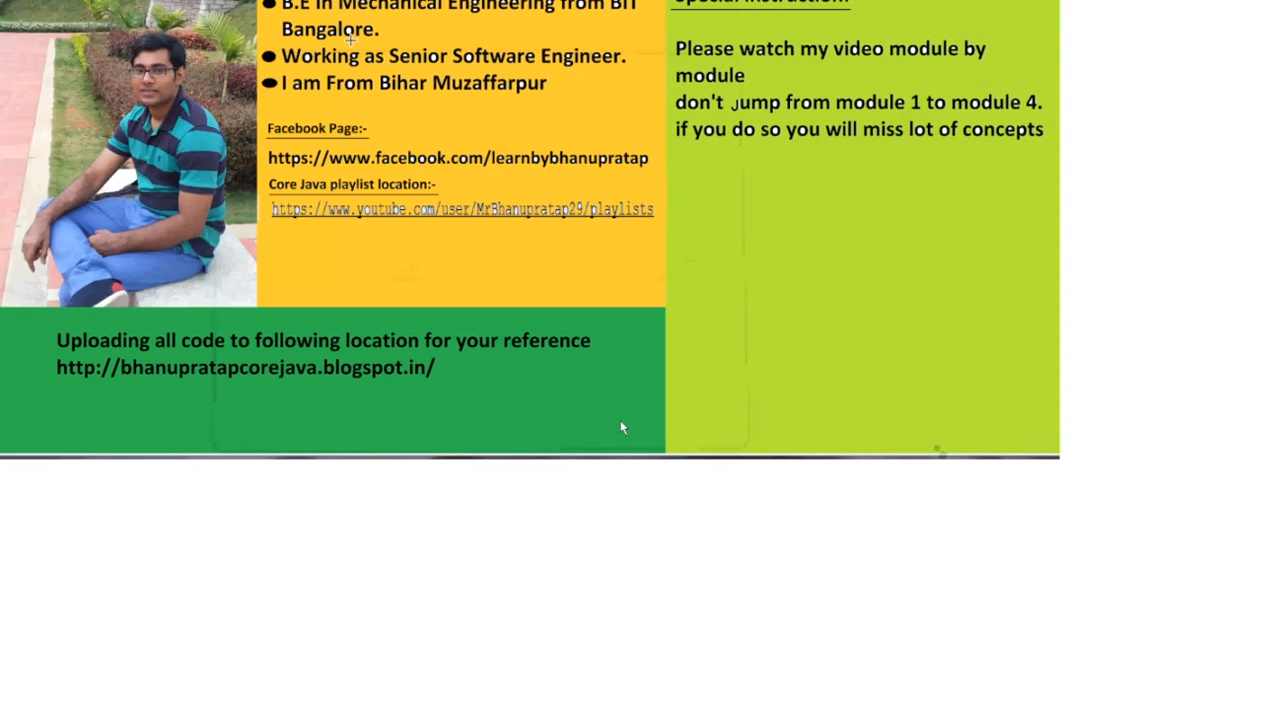 B.E in Mechanical Engineering from BIT
Bangalore.
Working as Senior Software Engineer.
I am From Bihar Muzaffarpur
Facebook Page:-
https://www.facebook.com/learnbybhanupratap
Core Java playlist location:-
https://www.youtube.com/user/MrBhanupratap29/playlists
Special Instruction:
Please watch my video module by
module
don't jump from module 1 to module 4.
if you do so you will miss lot of concepts
Uploading all code to following location for your reference
http://bhanupratapcorejava.blogspot.in/